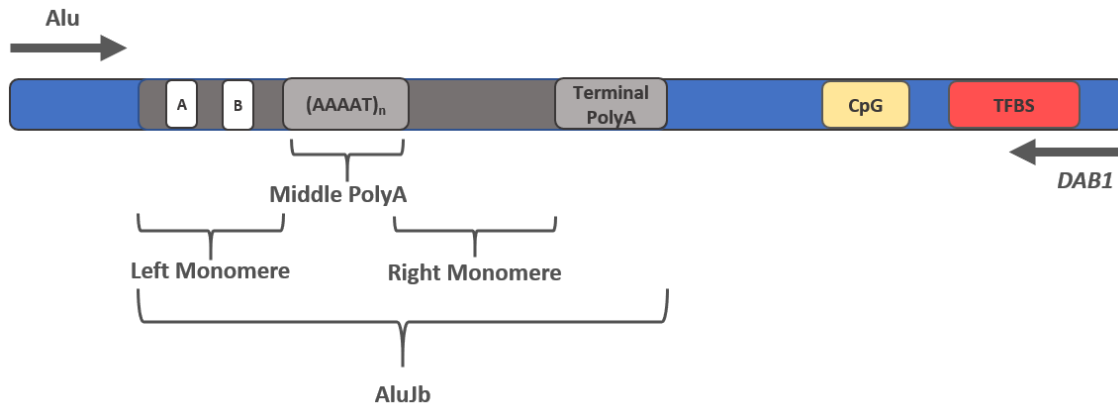 Alu
A
B
(AAAAT)n
Terminal
PolyA
CpG
TFBS
DAB1
Middle PolyA
Left Monomere
Right Monomere
AluJb